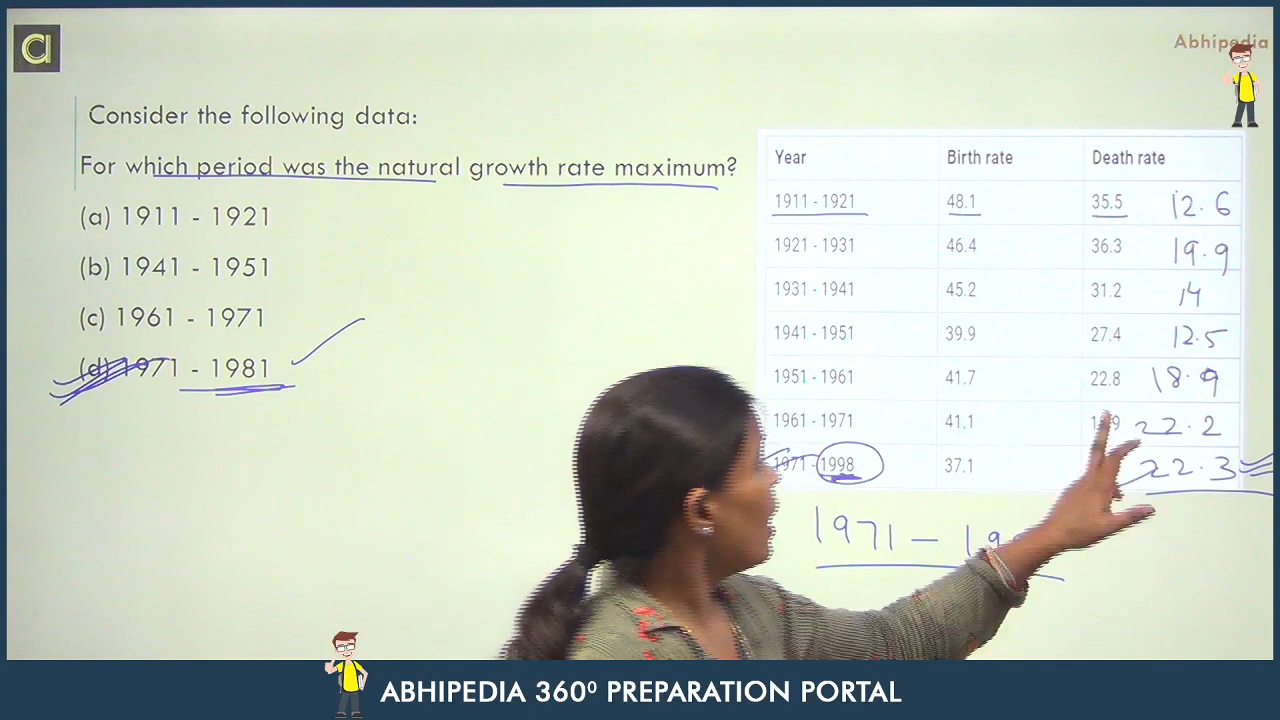 Abhipedia
Consider the following data:
For which period was the natural growth rate maximum?
(a) 1911 - 1921
(b) 1941 - 1951
(c) 1961 - 1971
(d) 1971 - 1981
Year Birth rate Death rate
1911 - 1921 48.1 35.5 12.6
1921 - 1931 46.4 36.3 19.9
1931 - 1941 45.2 31.2 14
1941 - 1951 39.9 27.4 12.5
1951 - 1961 41.7 22.8 18.9
1961 - 1971 41.1 22.2
1971 - 1998 37.1 22.3
1971 -
ABHIPEDIA 360⁰ PREPARATION PORTAL